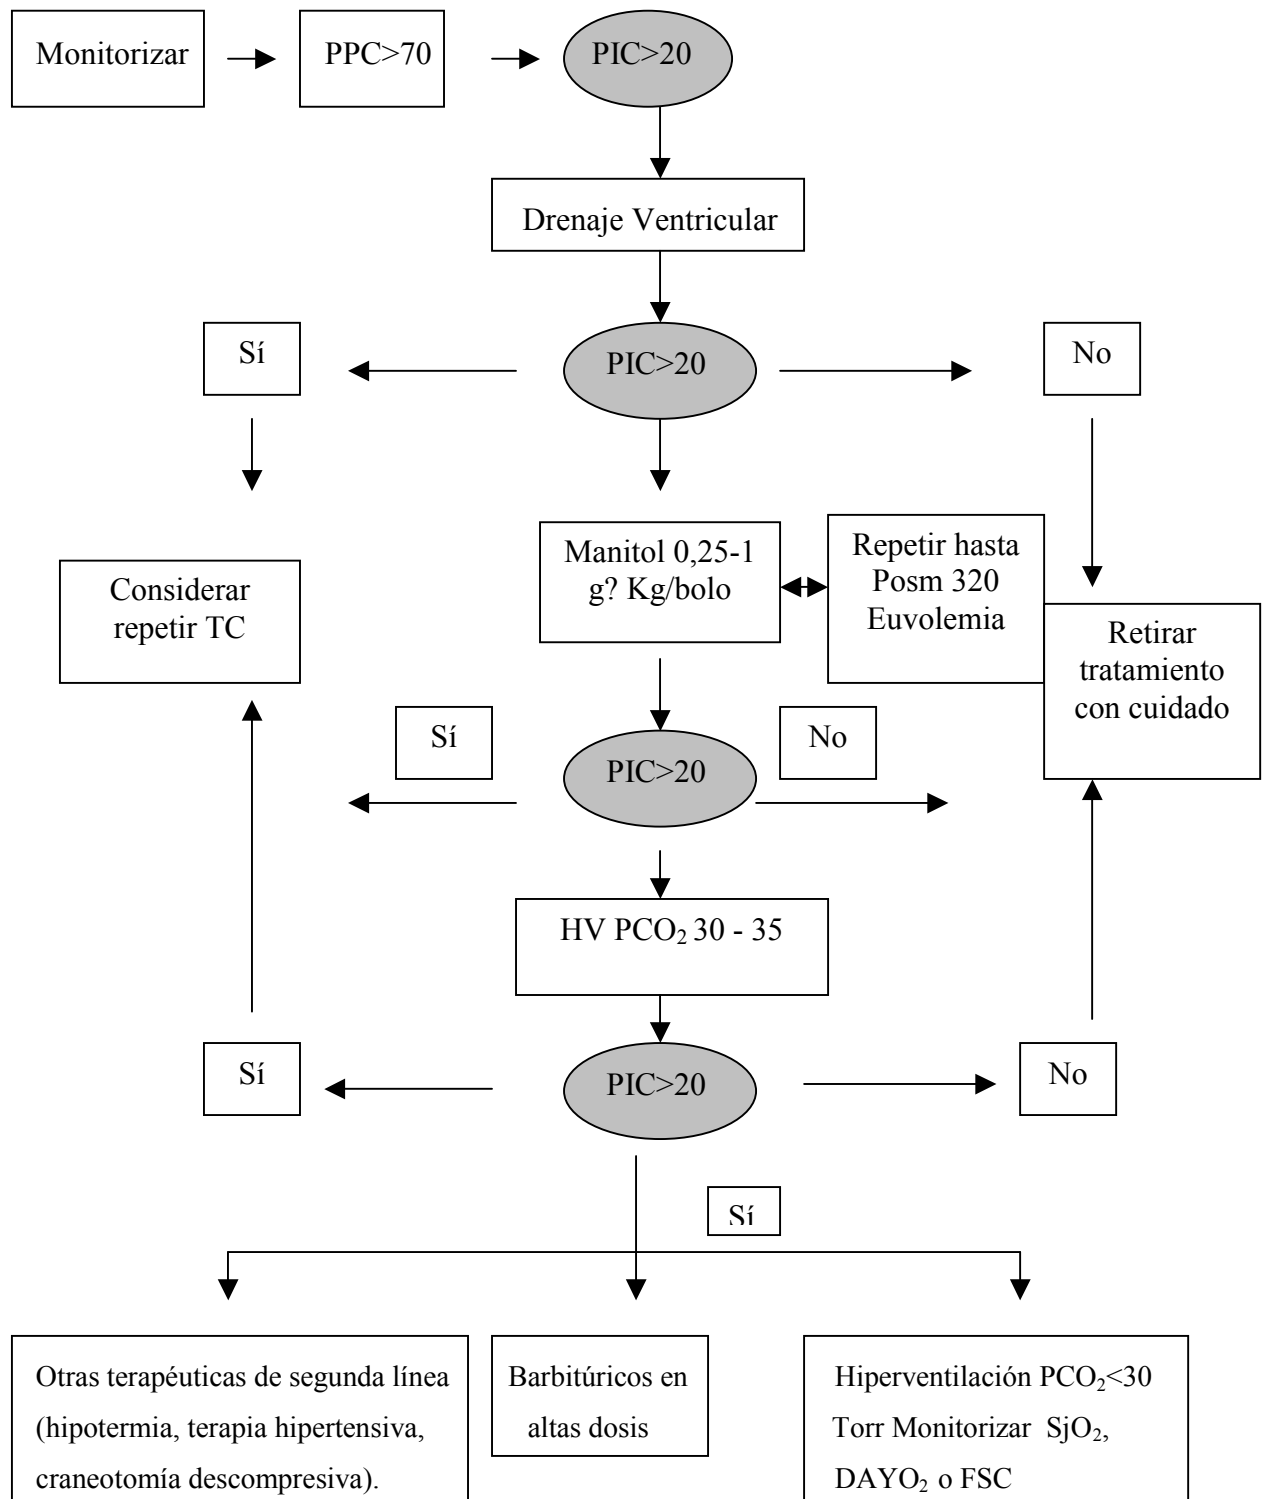 Monitorizar
PPC>70
PIC>20
Drenaje Ventricular
Sí
PIC>20
No
Considerar
repetir TC
Manitol 0,25-1
g? Kg/bolo
Repetir hasta
Posm 320
Euvolemia
Retirar
tratamiento
con cuidado
Sí
PIC>20
No
HV PCO₂ 30 - 35
Sí
PIC>20
No
Sí
Otras terapéuticas de segunda línea
(hipotermia, terapia hipertensiva,
craneotomía descompresiva).
Barbitúricos en
altas dosis
Hiperventilación PCO₂<30
Torr Monitorizar SjO₂,
DAYO₂ o FSC